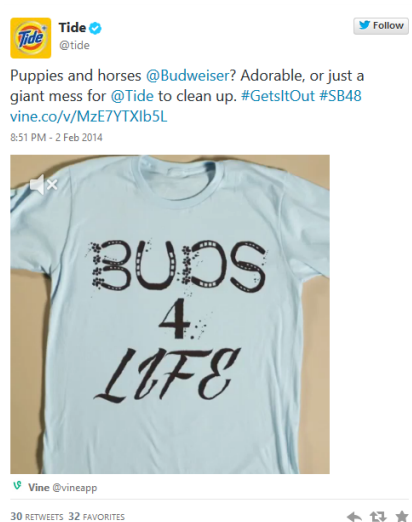 Tide
Tide
@tide
Follow
Puppies and horses @Budweiser? Adorable, or just a
giant mess for @Tide to clean up. #GetsItOut #SB48
vine.co/v/MzE7YTXIb5L
8:51 PM - 2 Feb 2014
BUDS
4
LIFE
Vine @vineapp
30 RETWEETS 32 FAVORITES